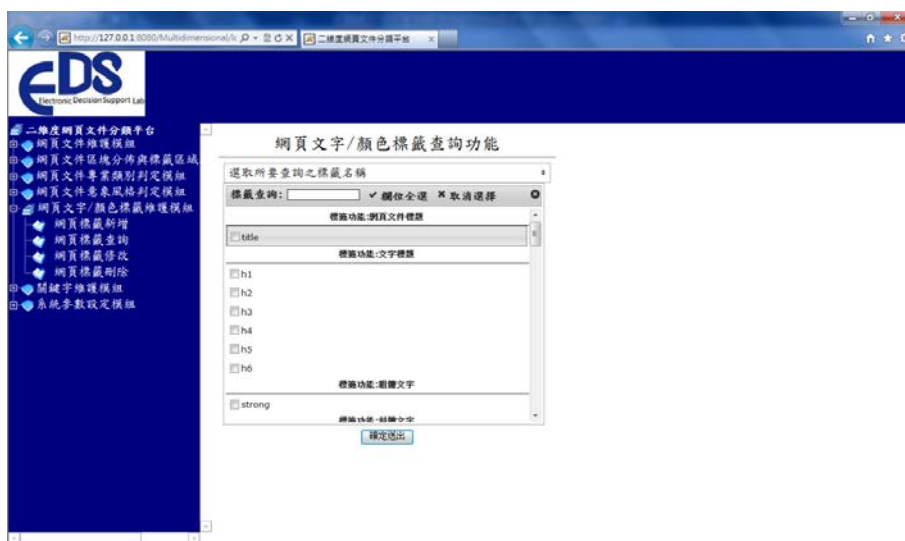 http://127.0.0.1:8080/Multidimensional/k
二維度網頁文件分類平台
EDS
Electronic Decision Support Lab
二維度網頁文件分類平台
網頁文件維護模組
網頁文件區塊分佈與標籤區域
網頁文件專業類別判定模組
網頁文件意象風格判定模組
網頁文字/顏色標籤維護模組
網頁標籤新增
網頁標籤查詢
網頁標籤修改
網頁標籤刪除
關鍵字維護模組
系統參數設定模組
網頁文字/顏色標籤查詢功能
選取所要查詢之標籤名稱
標籤查詢: ✔ 欄位全選 ✖ 取消選擇
標籤功能:網頁文件標題
title
標籤功能:文字標題
h1
h2
h3
h4
h5
h6
標籤功能:粗體文字
strong
標籤功能:斜體文字
確定送出